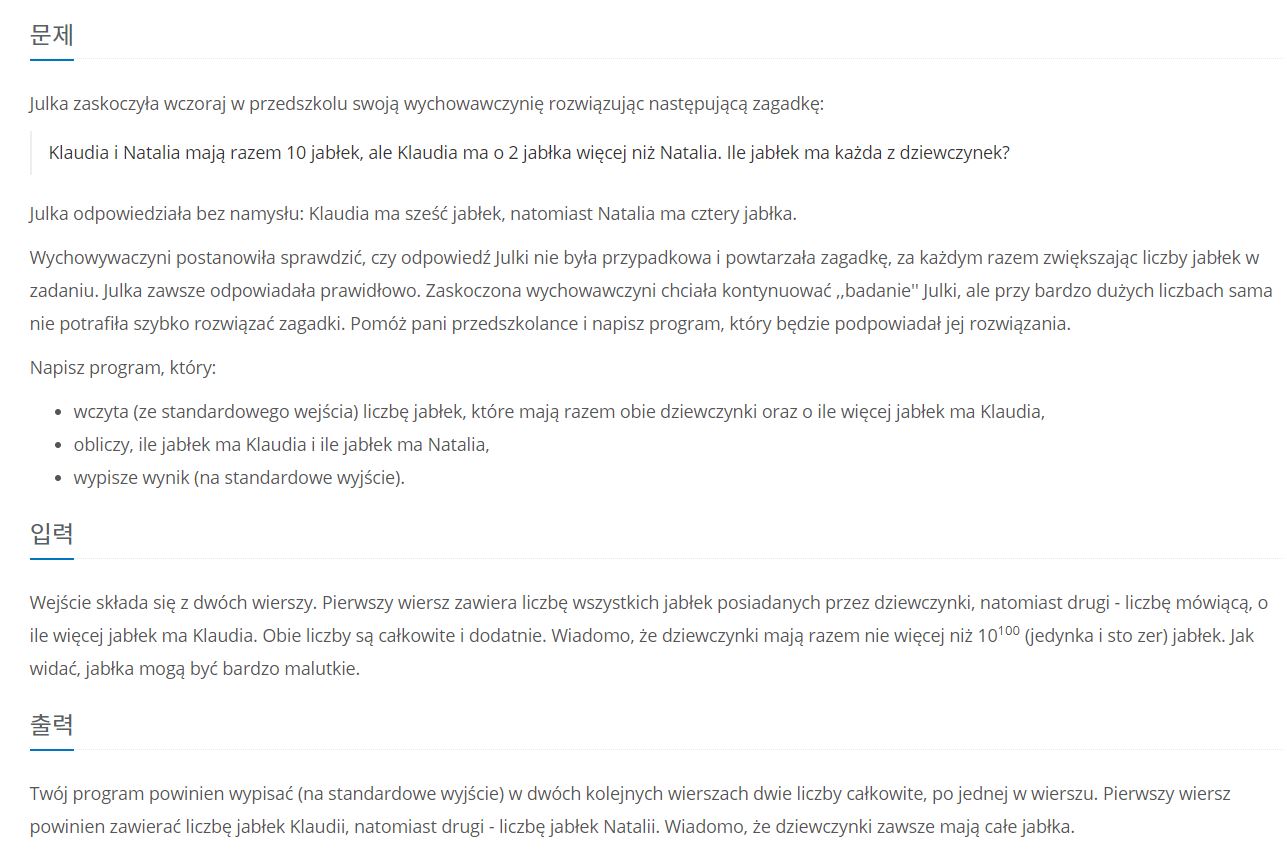 문제
Julka zaskoczyła wczoraj w przedszkolu swoją wychowawczynię rozwiązując następującą zagadkę:
Klaudia i Natalia mają razem 10 jabłek, ale Klaudia ma o 2 jabłka więcej niż Natalia. Ile jabłek ma każda z dziewczynek?
Julka odpowiedziała bez namysłu: Klaudia ma sześć jabłek, natomiast Natalia ma cztery jabłka.
Wychowywaczyni postanowiła sprawdzić, czy odpowiedź Julki nie była przypadkowa i powtarzała zagadkę, za każdym razem zwiększając liczby jabłek w
zadaniu. Julka zawsze odpowiadała prawidłowo. Zaskoczona wychowawczyni chciała kontynuować ,,badanie'' Julki, ale przy bardzo dużych liczbach sama
nie potrafiła szybko rozwiązać zagadki. Pomóż pani przedszkolance i napisz program, który będzie podpowiadał jej rozwiązania.
Napisz program, który:
• wczyta (ze standardowego wejścia) liczbę jabłek, które mają razem obie dziewczynki oraz o ile więcej jabłek ma Klaudia,
• obliczy, ile jabłek ma Klaudia i ile jabłek ma Natalia,
• wypisze wynik (na standardowe wyjście).
입력
Wejście składa się z dwóch wierszy. Pierwszy wiersz zawiera liczbę wszystkich jabłek posiadanych przez dziewczynki, natomiast drugi - liczbę mówiącą, o
ile więcej jabłek ma Klaudia. Obie liczby są całkowite i dodatnie. Wiadomo, że dziewczynki mają razem nie więcej niż 10¹⁰⁰ (jedynka i sto zer) jabłek. Jak
widać, jabłka mogą być bardzo malutkie.
출력
Twój program powinien wypisać (na standardowe wyjście) w dwóch kolejnych wierszach dwie liczby całkowite, po jednej w wierszu. Pierwszy wiersz
powinien zawierać liczbę jabłek Klaudii, natomiast drugi - liczbę jabłek Natalii. Wiadomo, że dziewczynki zawsze mają całe jabłka.